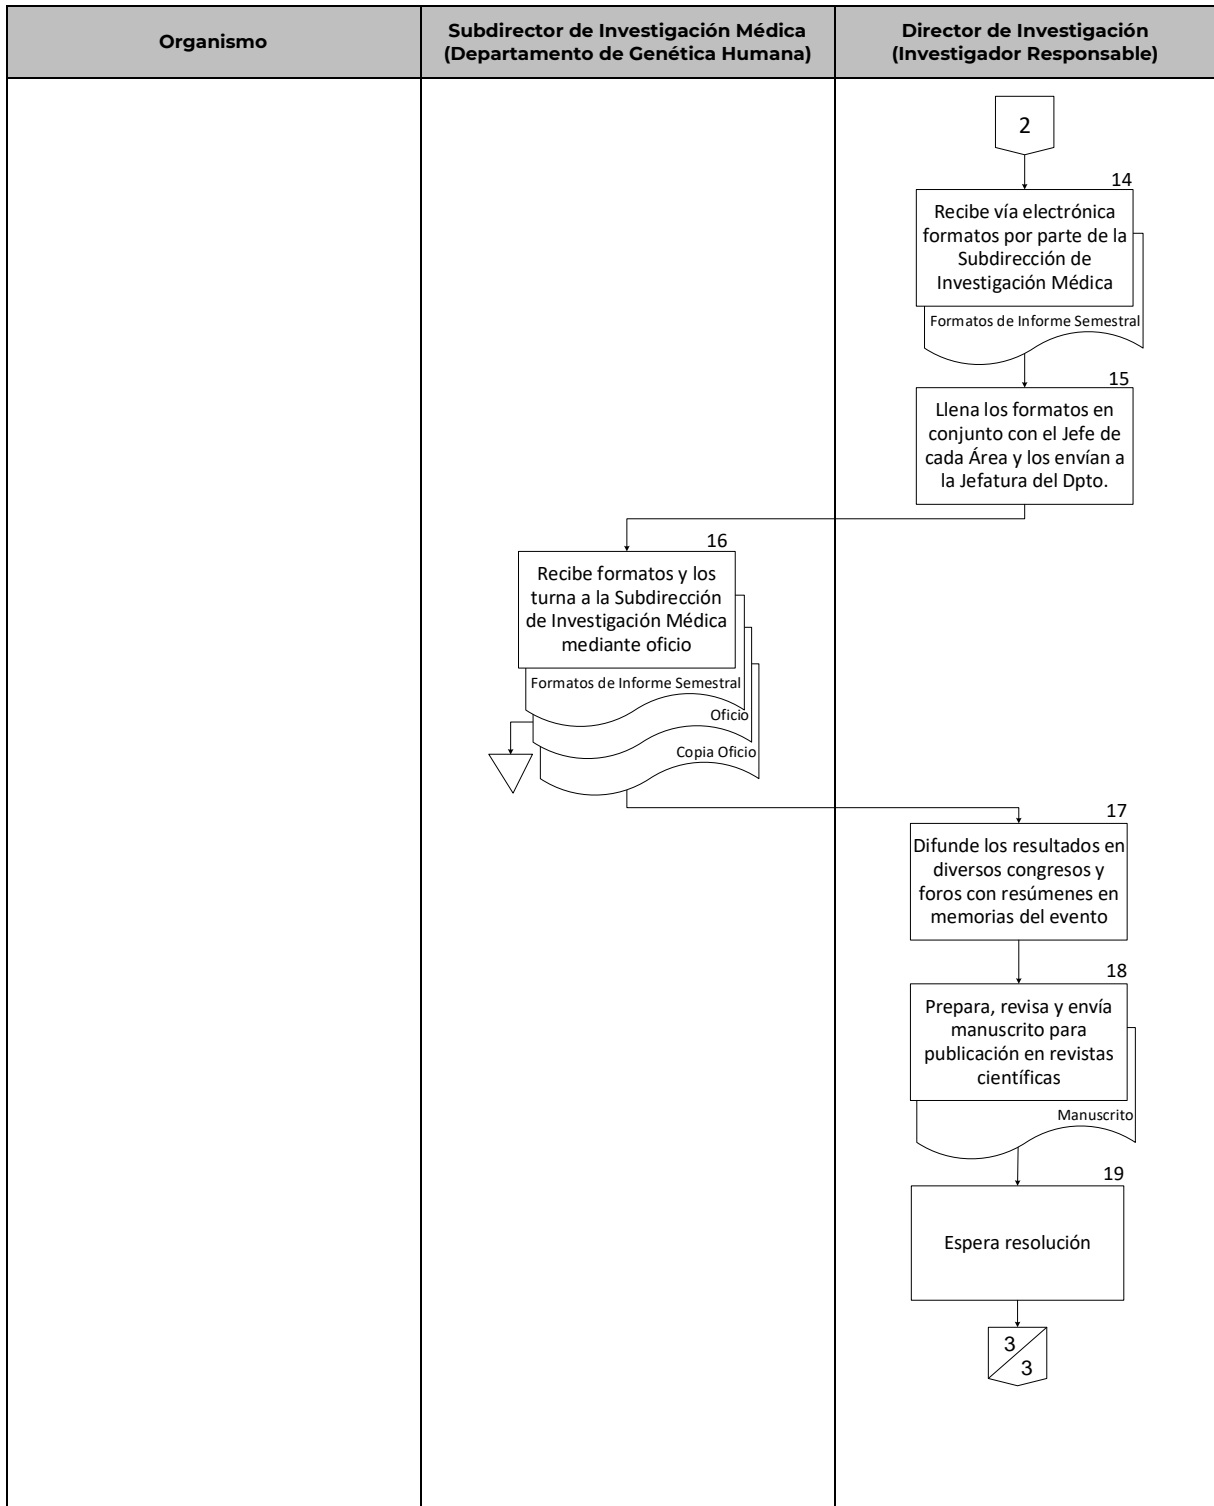 Organismo
Subdirector de Investigación Médica
(Departamento de Genética Humana)
Director de Investigación
(Investigador Responsable)
2
14
Recibe vía electrónica
formatos por parte de la
Subdirección de
Investigación Médica
Formatos de Informe Semestral
15
Llena los formatos en
conjunto con el Jefe de
cada Área y los envían a
la Jefatura del Dpto.
16
Recibe formatos y los
turna a la Subdirección
de Investigación Médica
mediante oficio
Formatos de Informe Semestral
Oficio
Copia Oficio
17
Difunde los resultados en
diversos congresos y
foros con resúmenes en
memorias del evento
18
Prepara, revisa y envía
manuscrito para
publicación en revistas
científicas
Manuscrito
19
Espera resolución
3
3